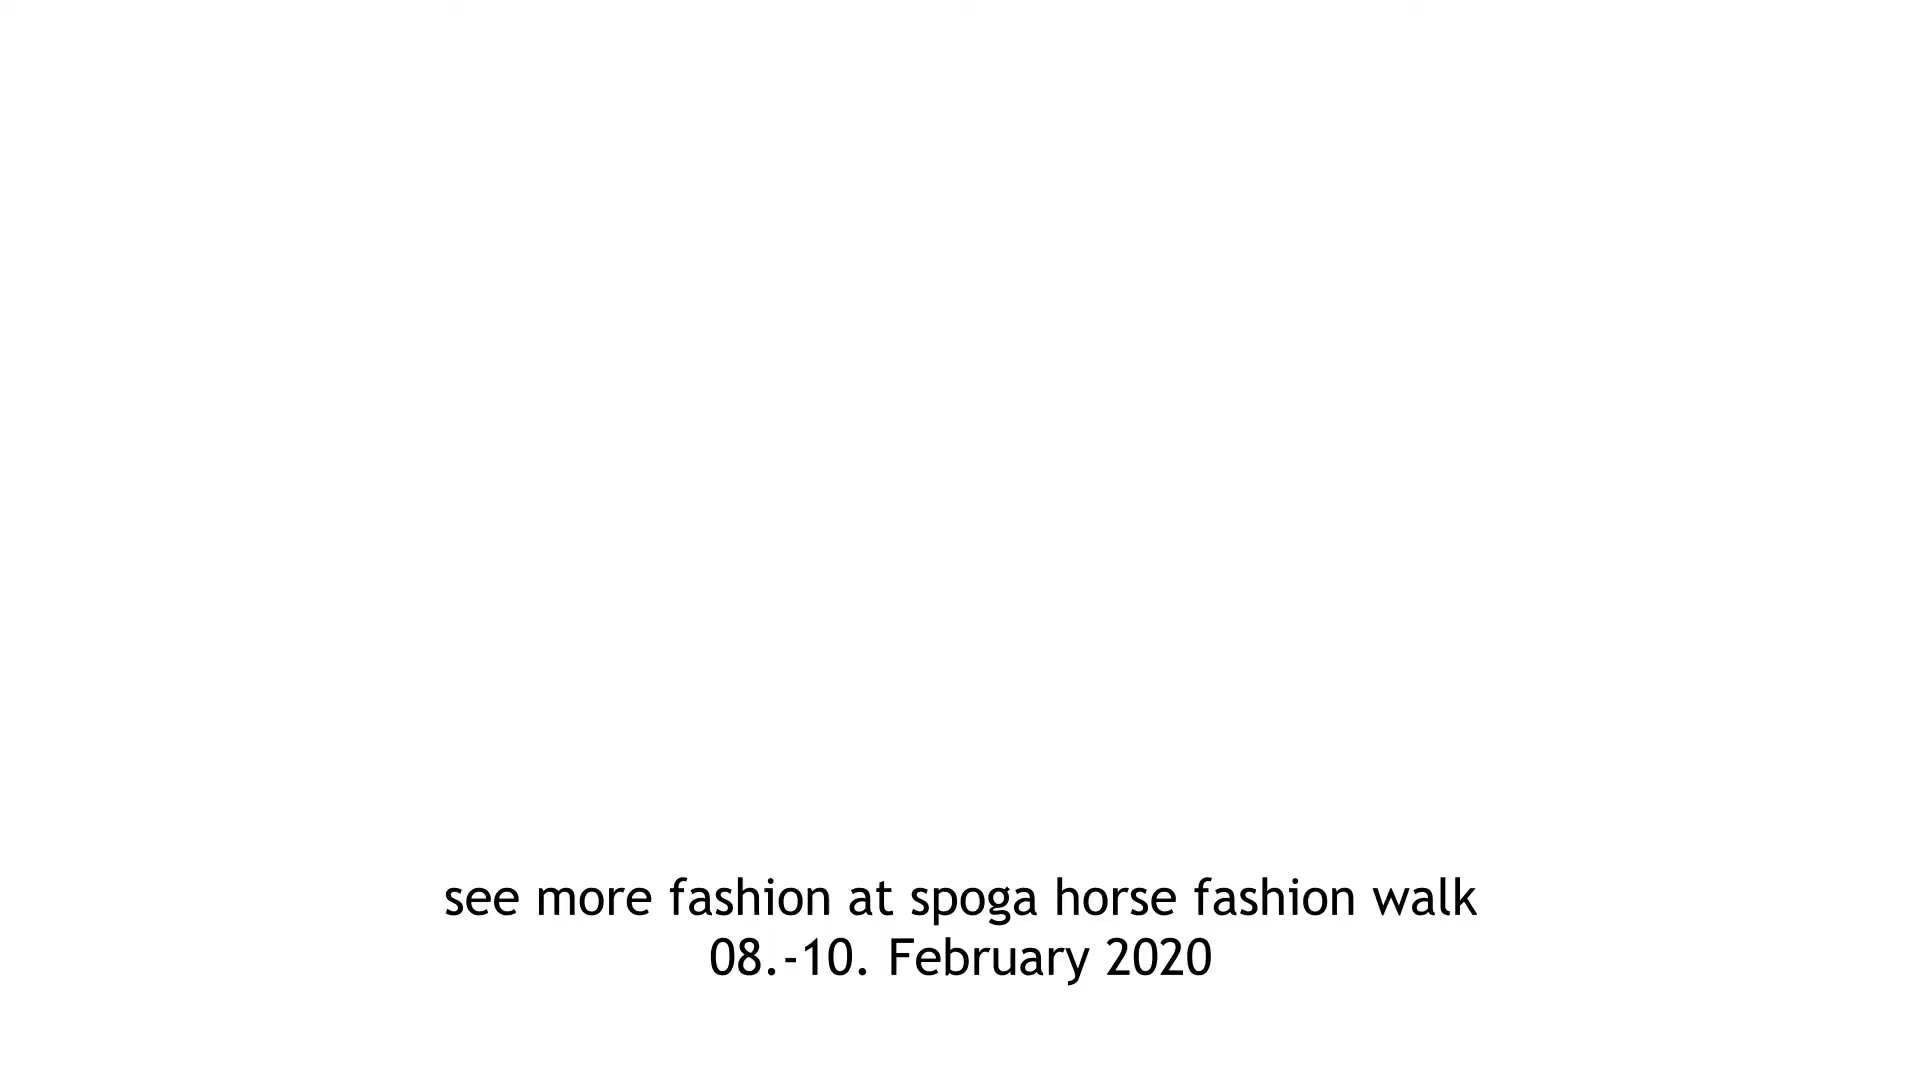 see more fashion at spoga horse fashion walk
08.-10. February 2020